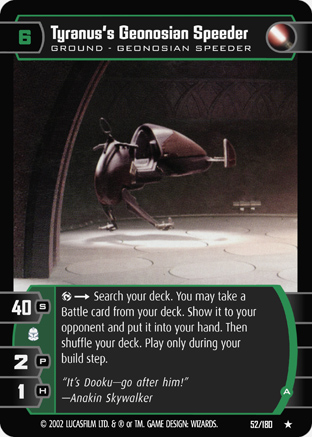 6 Tyranus's Geonosian Speeder
GROUND - GEONOSIAN SPEEDER
40 S
2 P
1 H
Search your deck. You may take a
Battle card from your deck. Show it to your
opponent and put it into your hand. Then
shuffle your deck. Play only during your
build step.
"It's Dooku—go after him!"
—Anakin Skywalker
A
© 2002 LUCASFILM LTD. & ® or TM. GAME DESIGN: WIZARDS. 52/180 ★